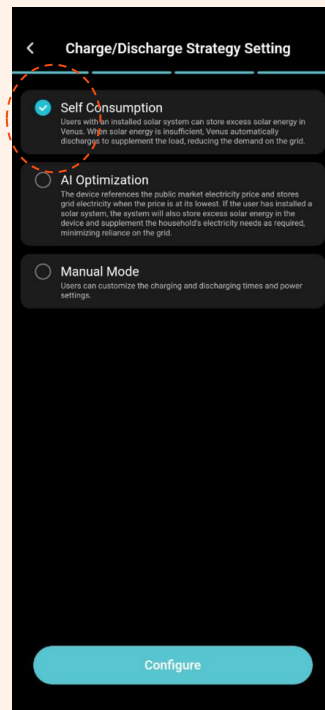 Charge/Discharge Strategy Setting
Self Consumption
Users with an installed solar system can store excess solar energy in
Venus. When solar energy is insufficient, Venus automatically
discharges to supplement the load, reducing the demand on the grid.
AI Optimization
The device references the public market electricity price and stores
grid electricity when the price is at its lowest. If the user has installed a
solar system, the system will also store excess solar energy in the
device and supplement the household's electricity needs as required,
minimizing reliance on the grid.
Manual Mode
Users can customize the charging and discharging times and power
settings.
Configure